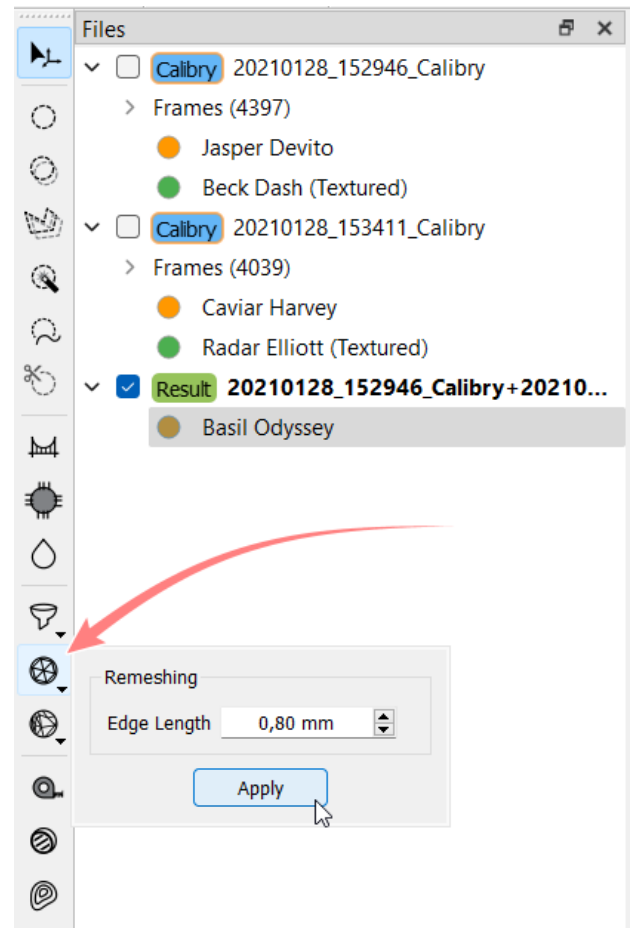 Files
Calibry 20210128_152946_Calibry
Frames (4397)
Jasper Devito
Beck Dash (Textured)
Calibry 20210128_153411_Calibry
Frames (4039)
Caviar Harvey
Radar Elliott (Textured)
Result 20210128_152946_Calibry+20210...
Basil Odyssey
Remeshing
Edge Length 0,80 mm
Apply